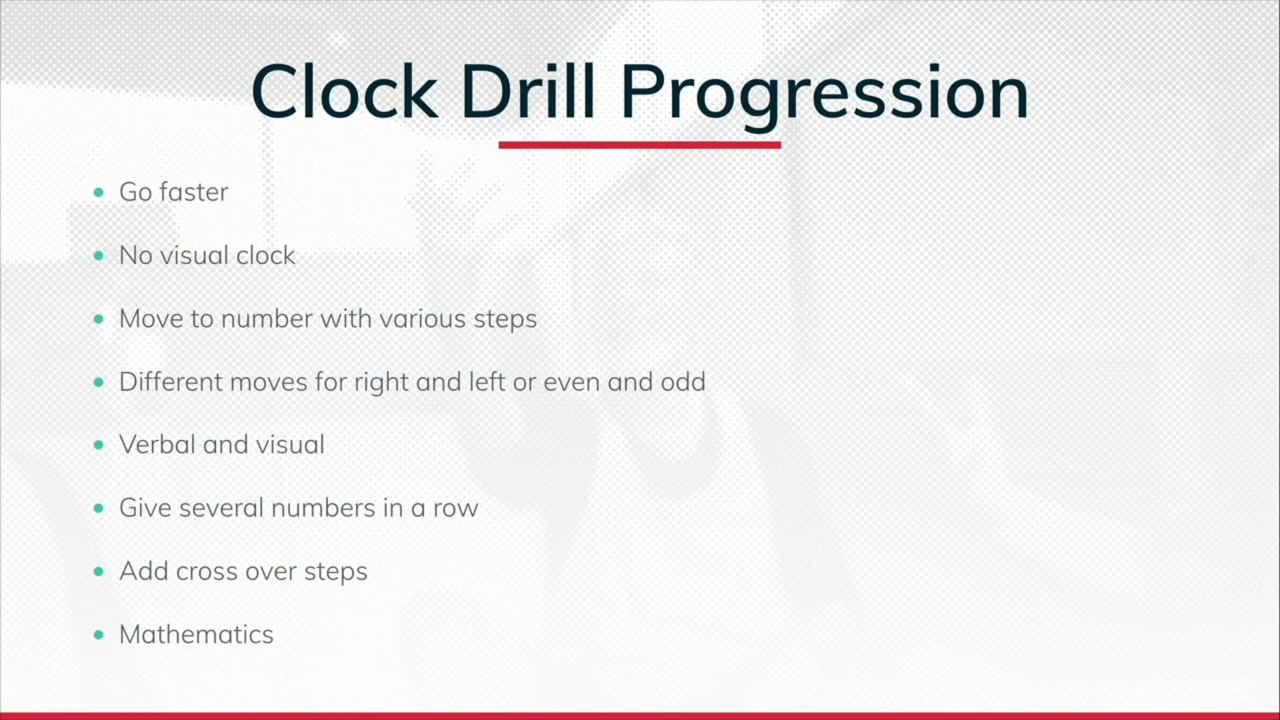 Clock Drill Progression
Go faster
No visual clock
Move to number with various steps
Different moves for right and left or even and odd
Verbal and visual
Give several numbers in a row
Add cross over steps
Mathematics